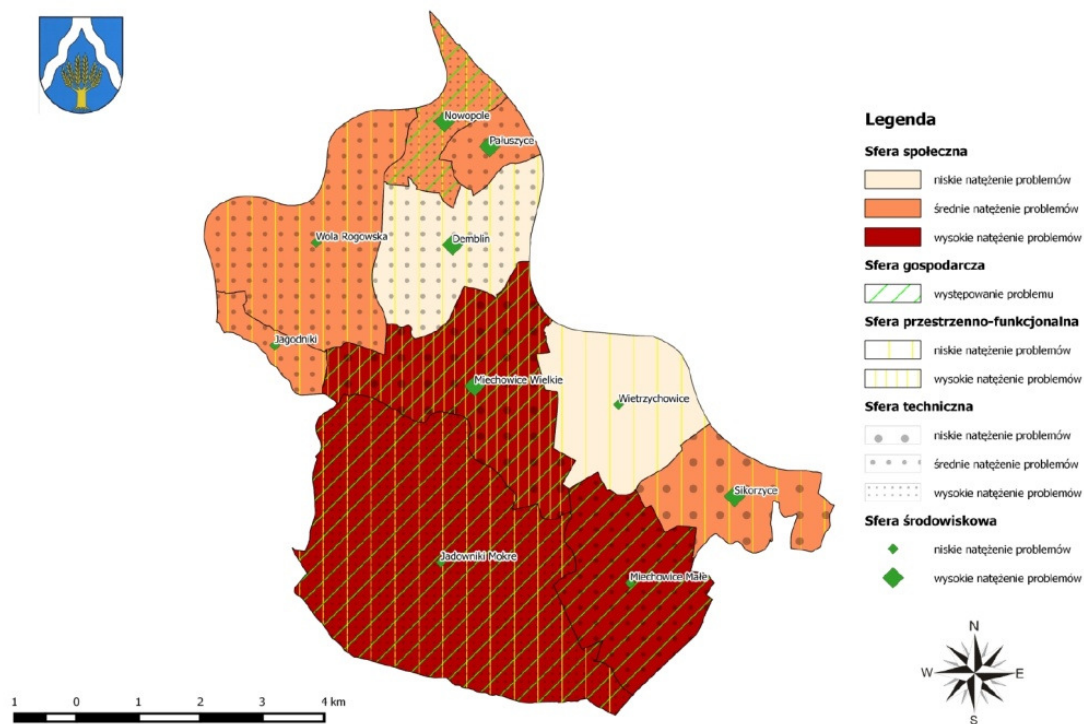 Nowopole
Pałuszyce
Wola Rogowska
Demblin
Jagodniki
Miechowice Wielkie
Wietrzychowice
Sikorzyce
Jadowniki Mokre
Miechowice Małe
Legenda
Sfera społeczna
niskie natężenie problemów
średnie natężenie problemów
wysokie natężenie problemów
Sfera gospodarcza
występowanie problemu
Sfera przestrzenno-funkcjonalna
niskie natężenie problemów
wysokie natężenie problemów
Sfera techniczna
niskie natężenie problemów
średnie natężenie problemów
wysokie natężenie problemów
Sfera środowiskowa
niskie natężenie problemów
wysokie natężenie problemów
N
W E
S
1 0 1 2 3 4 km